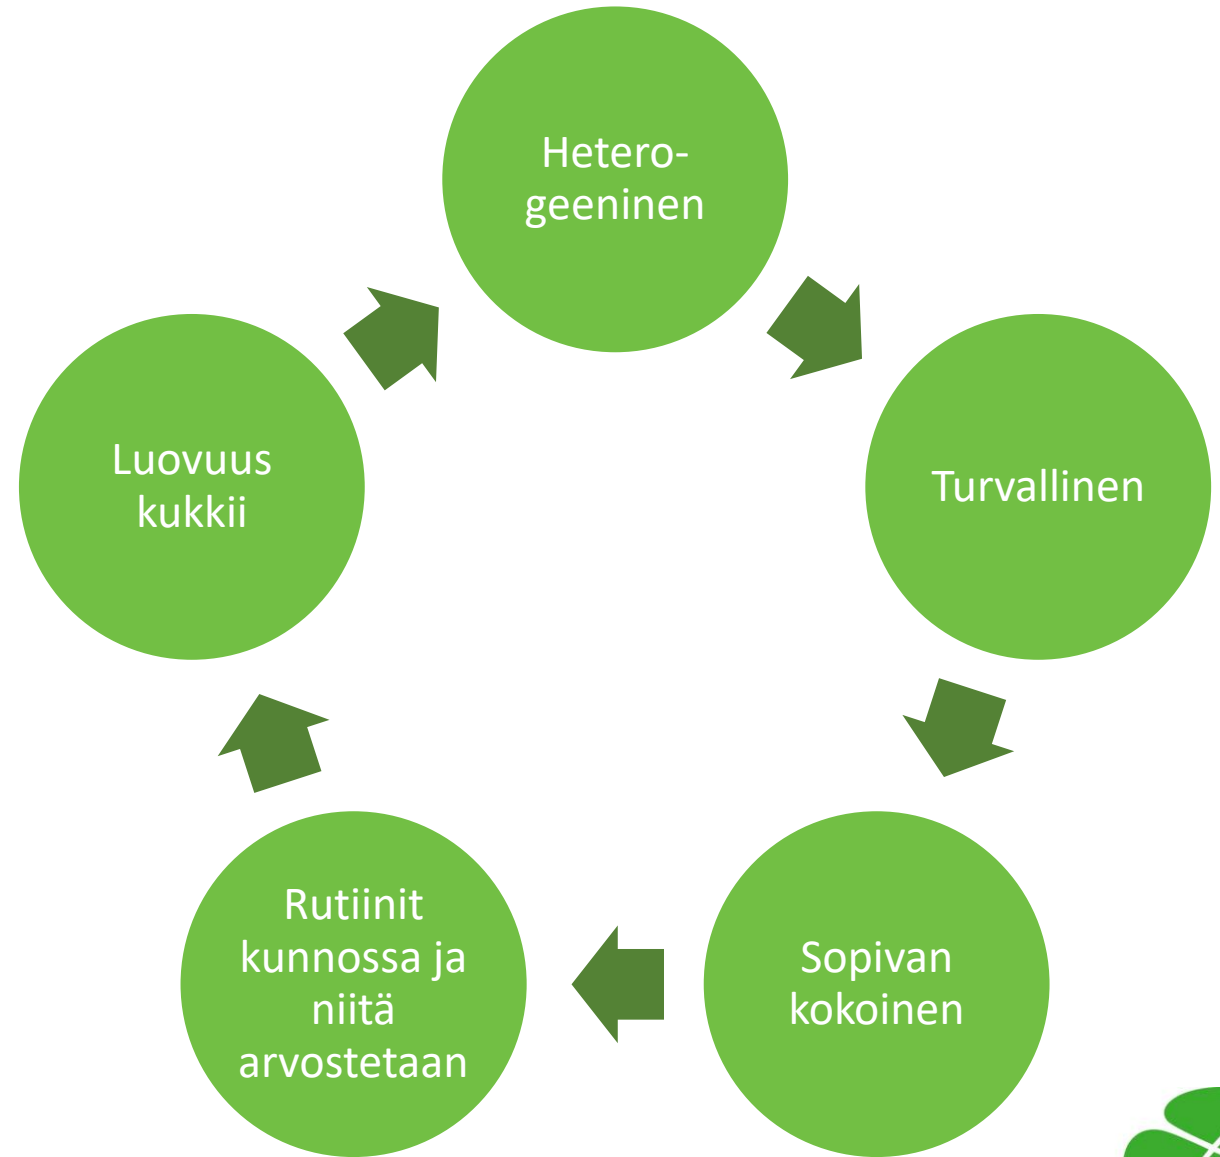 Hetero-
geeninen
Turvallinen
Sopivan
kokoinen
Rutiinit
kunnossa ja
niitä
arvostetaan
Luovuus
kukkii